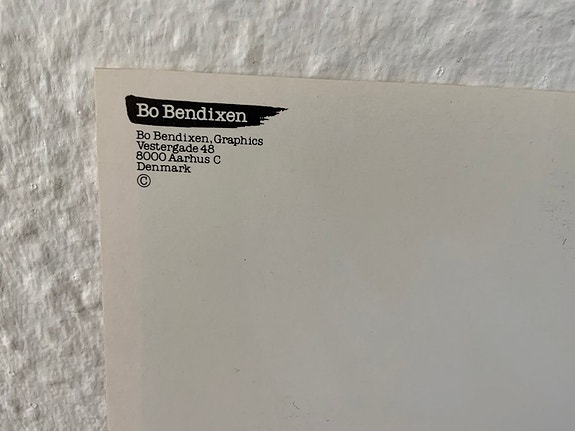 Bo Bendixen
Bo Bendixen, Graphics
Vestergade 48
8000 Aarhus C
Denmark
©